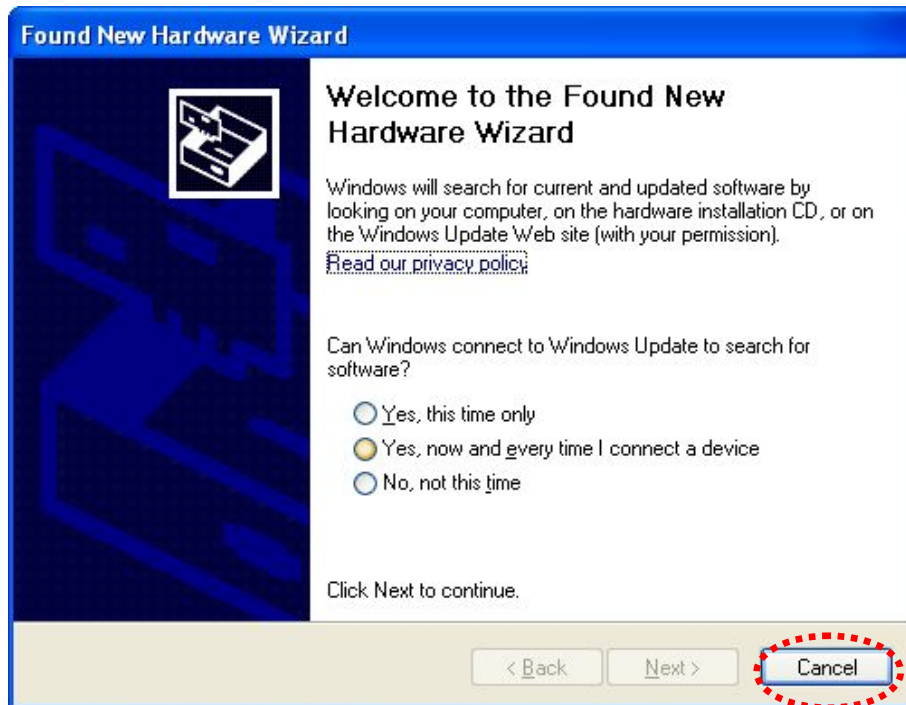 Found New Hardware Wizard
Welcome to the Found New
Hardware Wizard
Windows will search for current and updated software by
looking on your computer, on the hardware installation CD, or on
the Windows Update Web site (with your permission).
Read our privacy policy
Can Windows connect to Windows Update to search for
software?
Yes, this time only
Yes, now and every time I connect a device
No, not this time
Click Next to continue.
< Back Next > Cancel